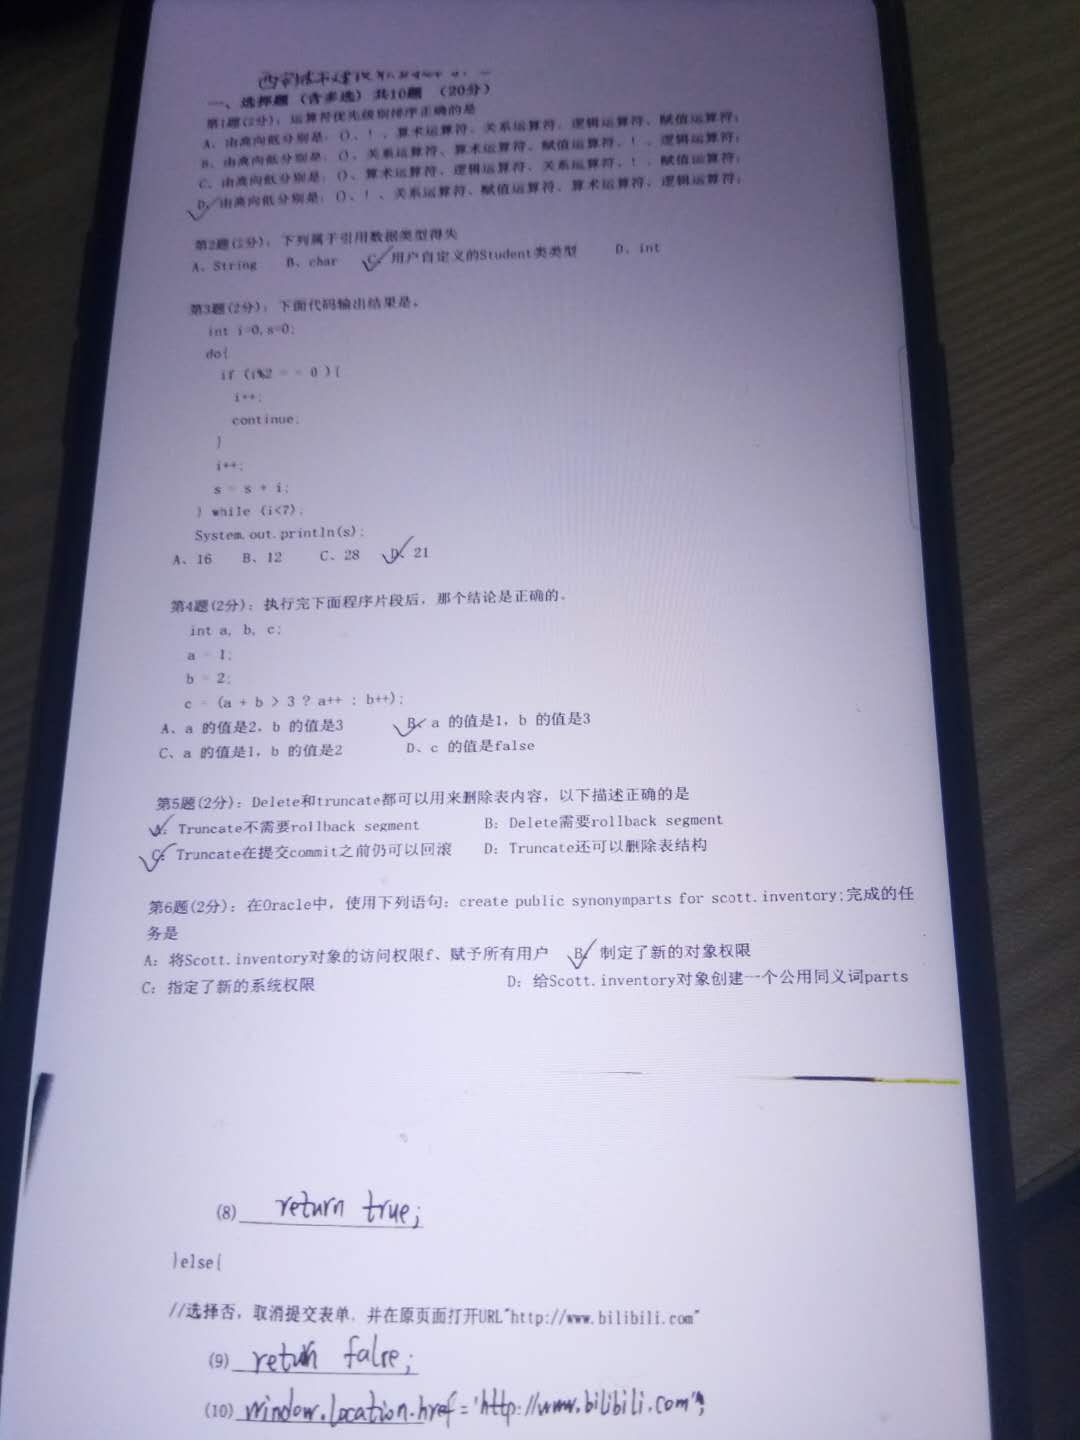 一、选择题（含多选）共10题 （20分）
第1题(2分)：运算符优先级别排序正确的是
A、由高向低分别是：()、！、算术运算符、关系运算符、逻辑运算符、赋值运算符；
B、由高向低分别是：()、关系运算符、算术运算符、赋值运算符、！、逻辑运算符；
C、由高向低分别是：()、算术运算符、逻辑运算符、关系运算符、！、赋值运算符；
D、由高向低分别是：()、！、关系运算符、赋值运算符、算术运算符、逻辑运算符；
第2题(2分)：下列属于引用数据类型得失
A、String B、char C、用户自定义的Student类类型 D、int
第3题(2分)：下面代码输出结果是。
int i=0,s=0;
do{
if (i%2 = = 0 ){
i++;
continue;
}
i++;
s = s + i;
} while (i<7);
System.out.println(s);
A、16 B、12 C、28 D、21
第4题(2分)：执行完下面程序片段后，那个结论是正确的。
int a, b, c;
a = 1;
b = 2;
c = (a + b > 3 ? a++ : b++);
A、a 的值是2，b 的值是3 B、a 的值是1，b 的值是3
C、a 的值是1，b 的值是2 D、c 的值是false
第5题(2分)：Delete和truncate都可以用来删除表内容，以下描述正确的是
A：Truncate不需要rollback segment B：Delete需要rollback segment
C：Truncate在提交commit之前仍可以回滚 D：Truncate还可以删除表结构
第6题(2分)：在Oracle中，使用下列语句：create public synonymparts for scott.inventory;完成的任
务是
A：将Scott.inventory对象的访问权限f、赋予所有用户 B：制定了新的对象权限
C：指定了新的系统权限 D：给Scott.inventory对象创建一个公用同义词parts
(8) return true;
}else{
//选择否，取消提交表单，并在原页面打开URL"http://www.bilibili.com"
(9) return false;
(10) window.location.href='http://www.bilibili.com';